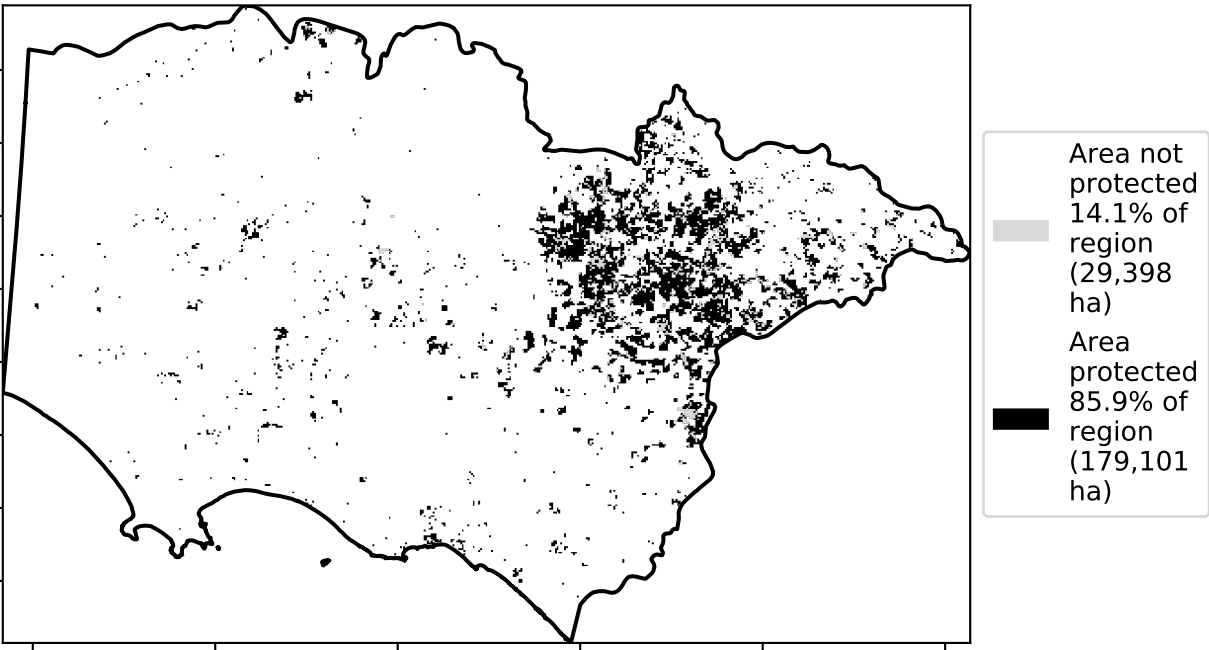 Area not
protected
14.1% of
region
(29,398
ha)
Area
protected
85.9% of
region
(179,101
ha)